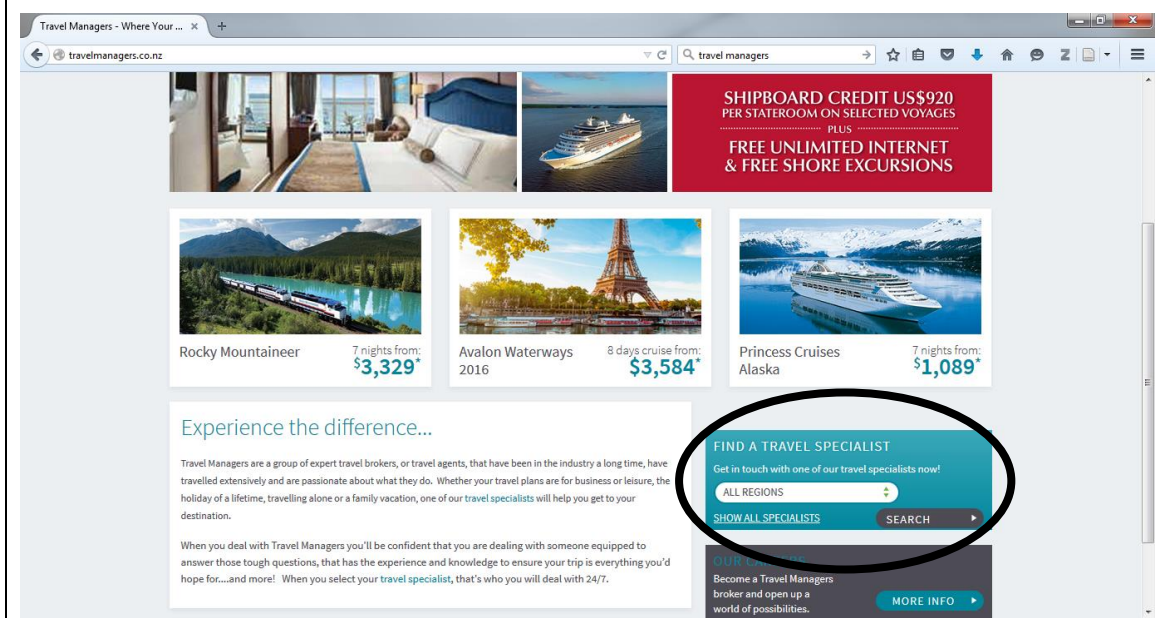 Travel Managers - Where Your ... × +
travelmanagers.co.nz
travel managers
SHIPBOARD CREDIT US$920
PER STATEROOM ON SELECTED VOYAGES
PLUS
FREE UNLIMITED INTERNET
& FREE SHORE EXCURSIONS
Rocky Mountaineer
7 nights from:
$3,329*
Avalon Waterways
2016
8 days cruise from:
$3,584*
Princess Cruises
Alaska
7 nights from:
$1,089*
Experience the difference...
Travel Managers are a group of expert travel brokers, or travel agents, that have been in the industry a long time, have
travelled extensively and are passionate about what they do. Whether your travel plans are for business or leisure, the
holiday of a lifetime, travelling alone or a family vacation, one of our travel specialists will help you get to your
destination.
When you deal with Travel Managers you'll be confident that you are dealing with someone equipped to
answer those tough questions, that has the experience and knowledge to ensure your trip is everything you'd
hope for....and more! When you select your travel specialist, that's who you will deal with 24/7.
FIND A TRAVEL SPECIALIST
Get in touch with one of our travel specialists now!
ALL REGIONS
SHOW ALL SPECIALISTS
SEARCH
OUR
Become a Travel Managers
broker and open up a
world of possibilities.
MORE INFO